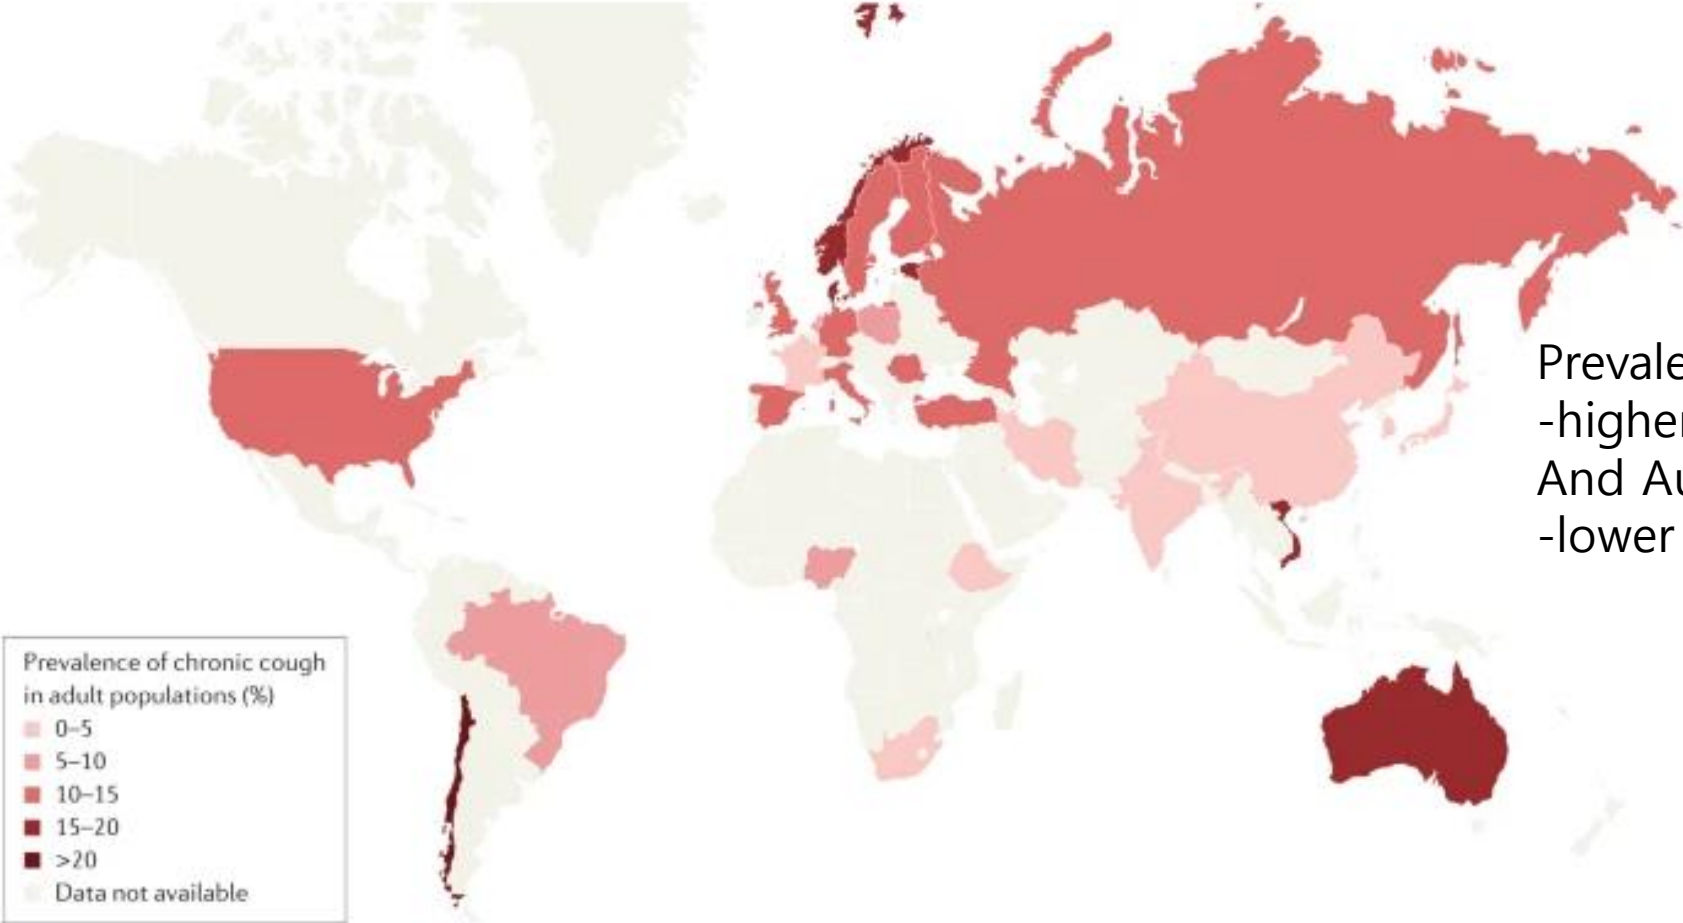 Prevale
-higher
And Au
-lower
Prevalence of chronic cough
in adult populations (%)
0–5
5–10
10–15
15–20
>20
Data not available